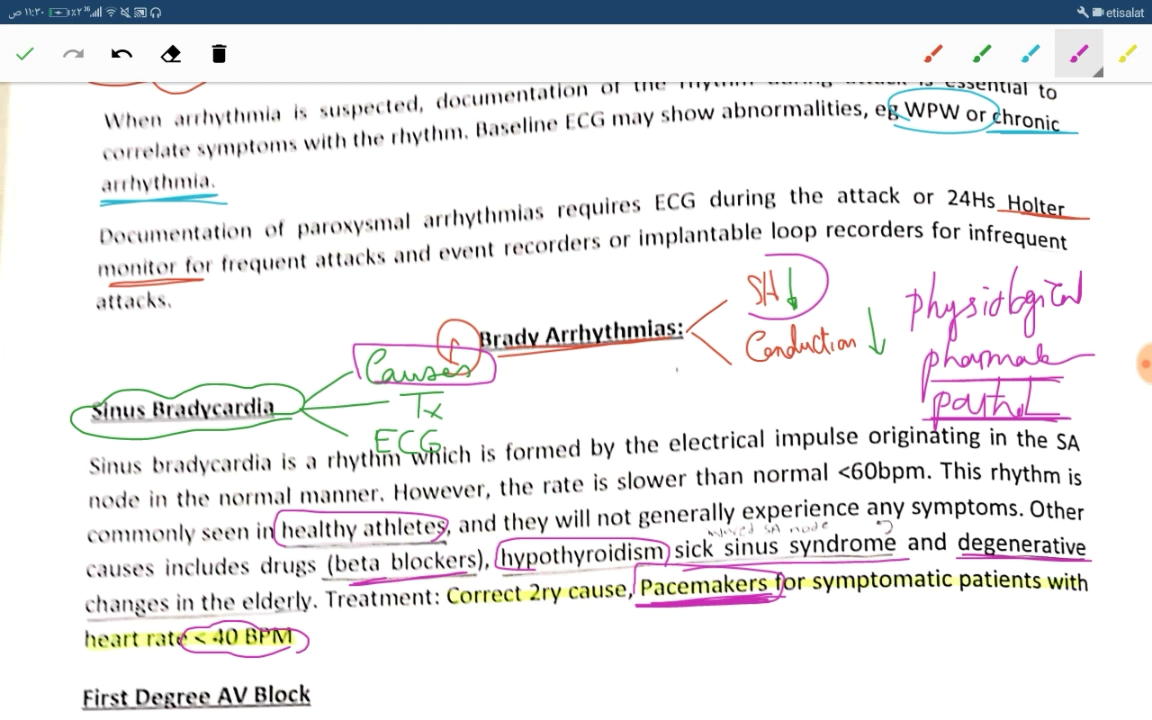 ١١:٢٠ ص
٪٢٧
etisalat
When arrhythmia is suspected, documentation of the rhythm during attack is essential to
correlate symptoms with the rhythm. Baseline ECG may show abnormalities, eg WPW or chronic
arrhythmia.
Documentation of paroxysmal arrhythmias requires ECG during the attack or 24Hs Holter
monitor for frequent attacks and event recorders or implantable loop recorders for infrequent
attacks.
SA↓
physiological
Brady Arrhythmias:
Conduction ↓
Causes
pharmak
Sinus Bradycardia
Tx
pathol
ECG
Sinus bradycardia is a rhythm which is formed by the electrical impulse originating in the SA
node in the normal manner. However, the rate is slower than normal <60bpm. This rhythm is
commonly seen in healthy athletes, and they will not generally experience any symptoms. Other
SA node
causes includes drugs (beta blockers), hypothyroidism sick sinus syndrome and degenerative
changes in the elderly. Treatment: Correct 2ry cause, Pacemakers for symptomatic patients with
heart rate < 40 BPM
First Degree AV Block